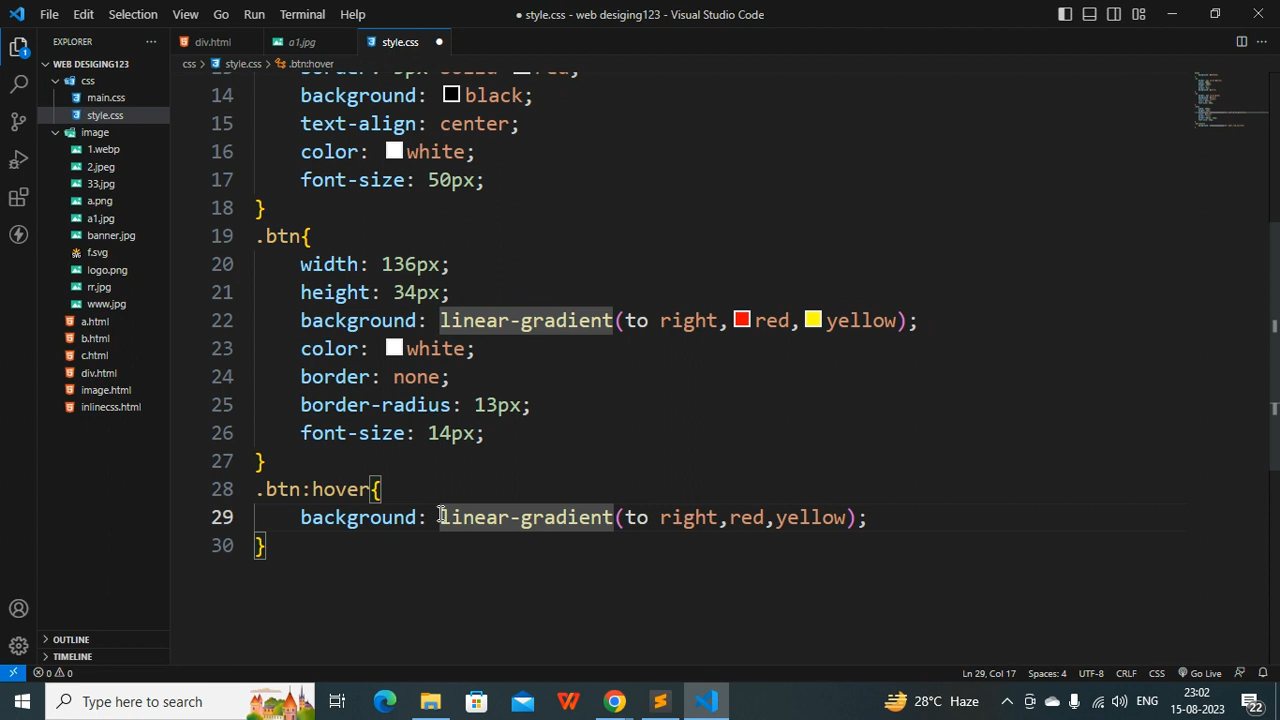 File Edit Selection View Go Run Terminal Help
● style.css - web desiging123 - Visual Studio Code
EXPLORER
div.html
a1.jpg
style.css
css > style.css > .btn:hover
WEB DESIGING123
css
main.css
style.css
image
1.webp
2.jpeg
33.jpg
a.png
a1.jpg
banner.jpg
f.svg
logo.png
rr.jpg
www.jpg
a.html
b.html
c.html
div.html
image.html
inlinecss.html
OUTLINE
TIMELINE
14 background: black;
15 text-align: center;
16 color: white;
17 font-size: 50px;
18 }
19 .btn{
20 width: 136px;
21 height: 34px;
22 background: linear-gradient(to right,red,yellow);
23 color: white;
24 border: none;
25 border-radius: 13px;
26 font-size: 14px;
27 }
28 .btn:hover{
29 background: linear-gradient(to right,red,yellow);
30 }
0 0
Ln 29, Col 17 Spaces: 4 UTF-8 CRLF CSS Go Live
Type here to search
28°C Haze
ENG
23:02
15-08-2023
22